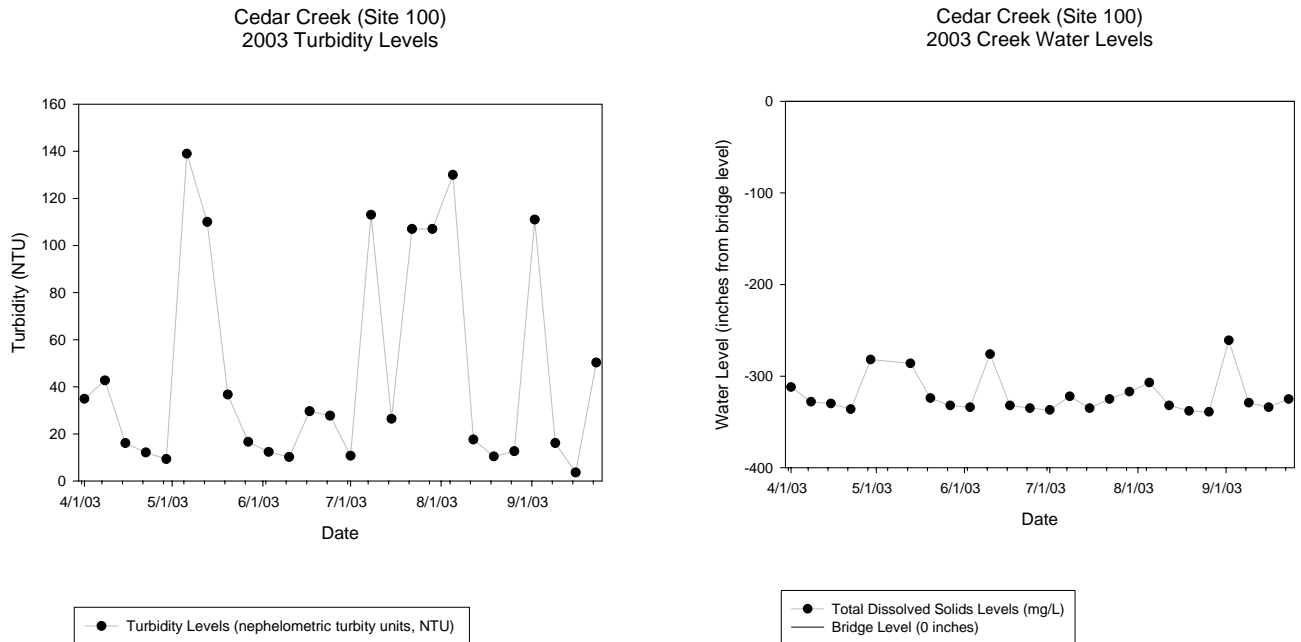 Cedar Creek (Site 100)
2003 Turbidity Levels
160
140
120
100
80
60
40
20
0
Turbidity (NTU)
4/1/03 5/1/03 6/1/03 7/1/03 8/1/03 9/1/03
Date
Turbidity Levels (nephelometric turbity units, NTU)
Cedar Creek (Site 100)
2003 Creek Water Levels
0
-100
-200
-300
-400
Water Level (inches from bridge level)
4/1/03 5/1/03 6/1/03 7/1/03 8/1/03 9/1/03
Date
Total Dissolved Solids Levels (mg/L)
Bridge Level (0 inches)